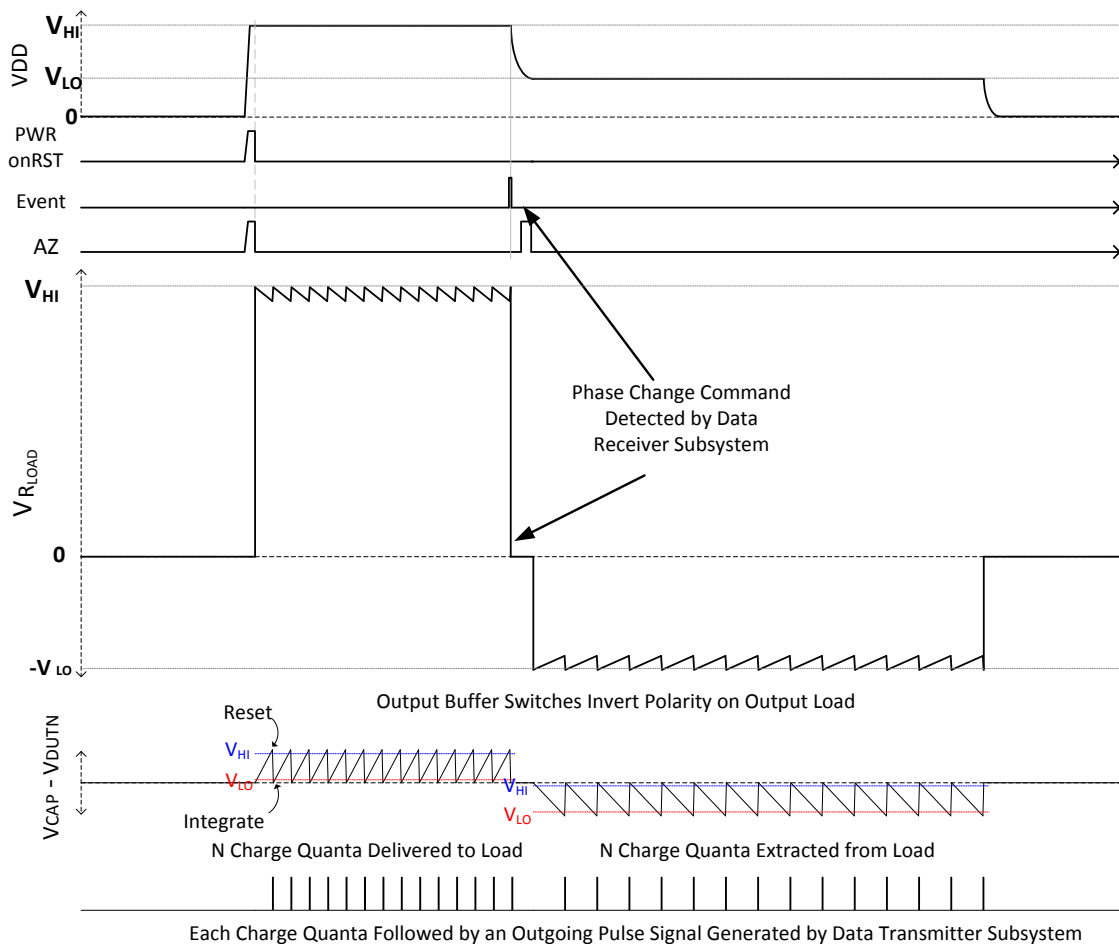 VHI
VDD
VLO
0
PWR
onRST
Event
AZ
VHI
Phase Change Command
Detected by Data
Receiver Subsystem
VRLOAD
0
-VLO
Output Buffer Switches Invert Polarity on Output Load
Reset
VHI
VLO
VHI
VLO
VCAP - VDUTN
Integrate
N Charge Quanta Delivered to Load
N Charge Quanta Extracted from Load
Each Charge Quanta Followed by an Outgoing Pulse Signal Generated by Data Transmitter Subsystem